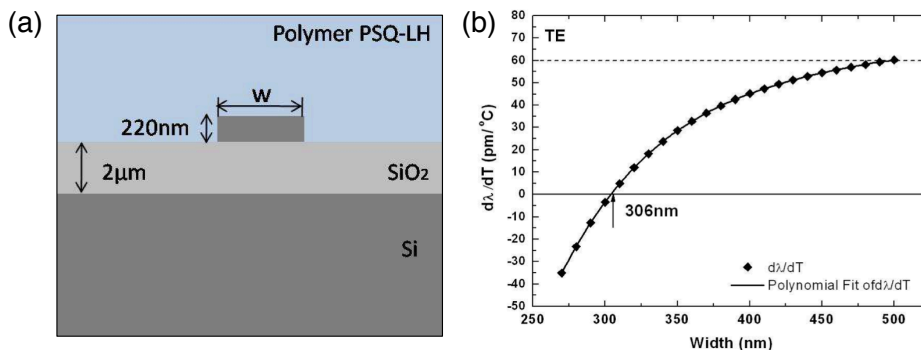 (a)
Polymer PSQ-LH
W
220nm
2μm
SiO2
Si
(b)
TE
80
70
60
50
40
30
20
10
0
-10
-20
-30
-40
-50
306nm
dλ/dT
Polynomial Fit ofdλ/dT
250 300 350 400 450 500
Width (nm)
dλ/dT (pm/°C)